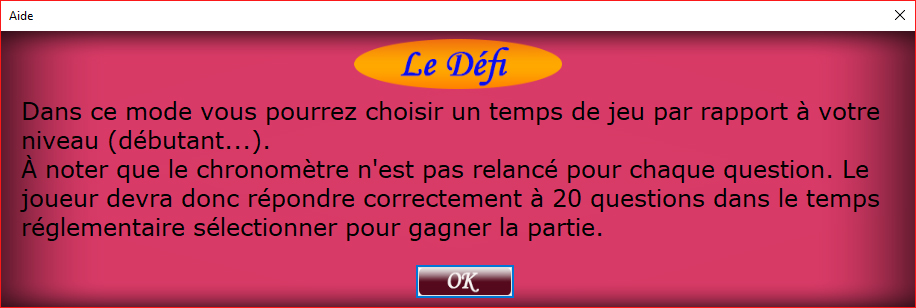 Aide
Le Défi
Dans ce mode vous pourrez choisir un temps de jeu par rapport à votre
niveau (débutant...).
À noter que le chronomètre n'est pas relancé pour chaque question. Le
joueur devra donc répondre correctement à 20 questions dans le temps
réglementaire sélectionner pour gagner la partie.
OK